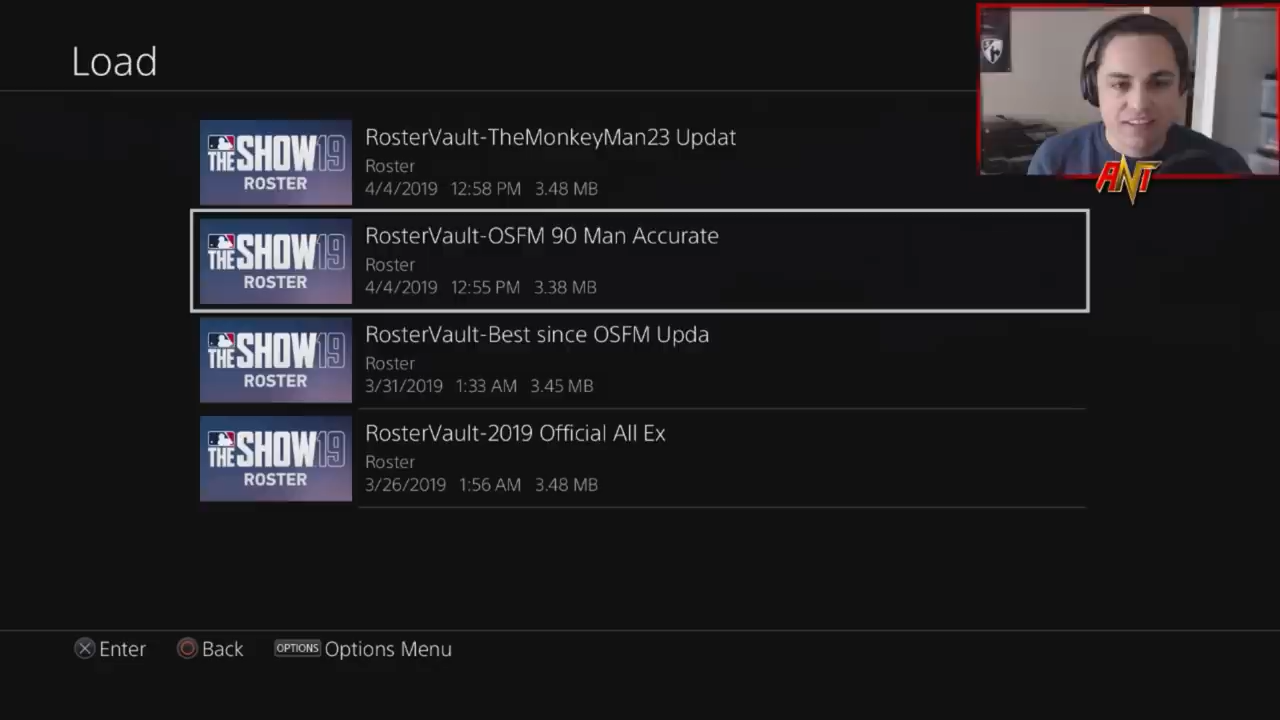 Load
THE SHOW 19
ROSTER
RosterVault-TheMonkeyMan23 Updat
Roster
4/4/2019 12:58 PM 3.48 MB
THE SHOW 19
ROSTER
RosterVault-OSFM 90 Man Accurate
Roster
4/4/2019 12:55 PM 3.38 MB
THE SHOW 19
ROSTER
RosterVault-Best since OSFM Upda
Roster
3/31/2019 1:33 AM 3.45 MB
THE SHOW 19
ROSTER
RosterVault-2019 Official All Ex
Roster
3/26/2019 1:56 AM 3.48 MB
ANT
Enter Back OPTIONS Options Menu